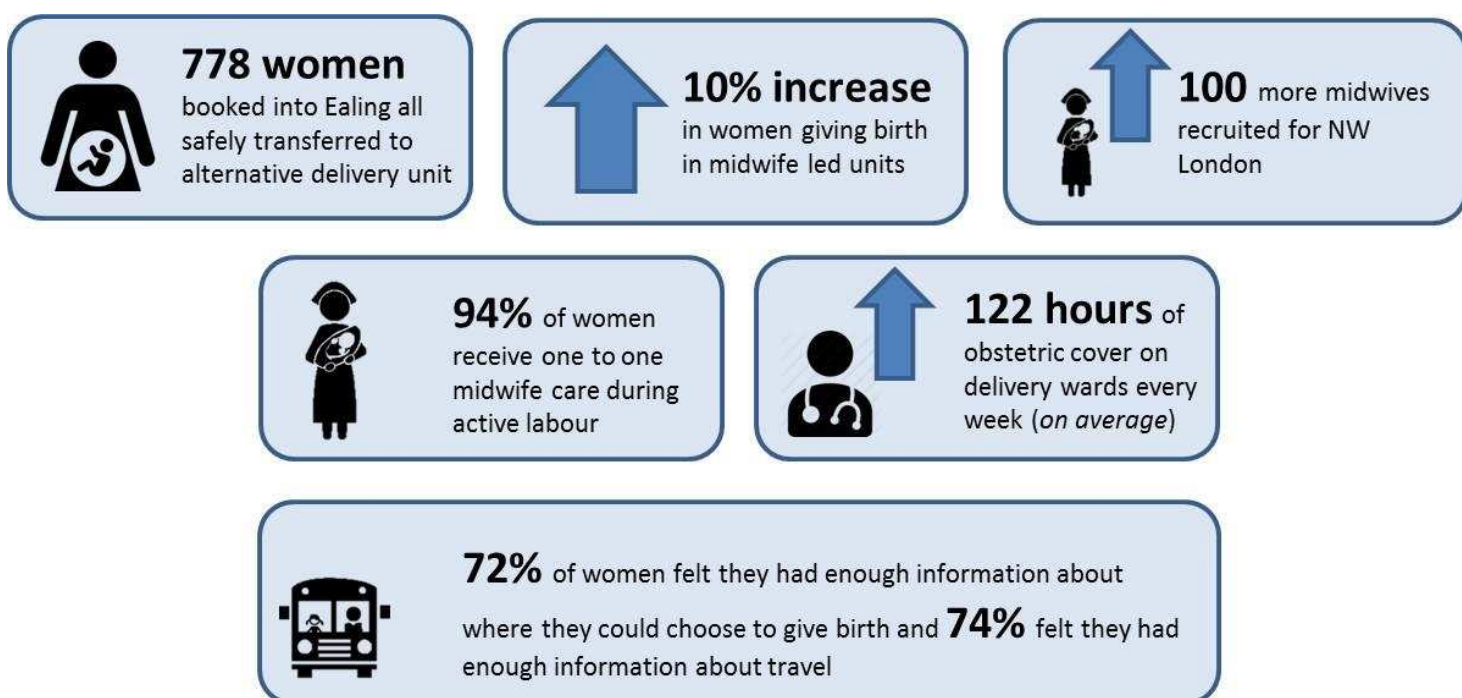 778 women
booked into Ealing all
safely transferred to
alternative delivery unit
10% increase
in women giving birth
in midwife led units
100 more midwives
recruited for NW
London
94% of women
receive one to one
midwife care during
active labour
122 hours of
obstetric cover on
delivery wards every
week (on average)
72% of women felt they had enough information about
where they could choose to give birth and 74% felt they had
enough information about travel